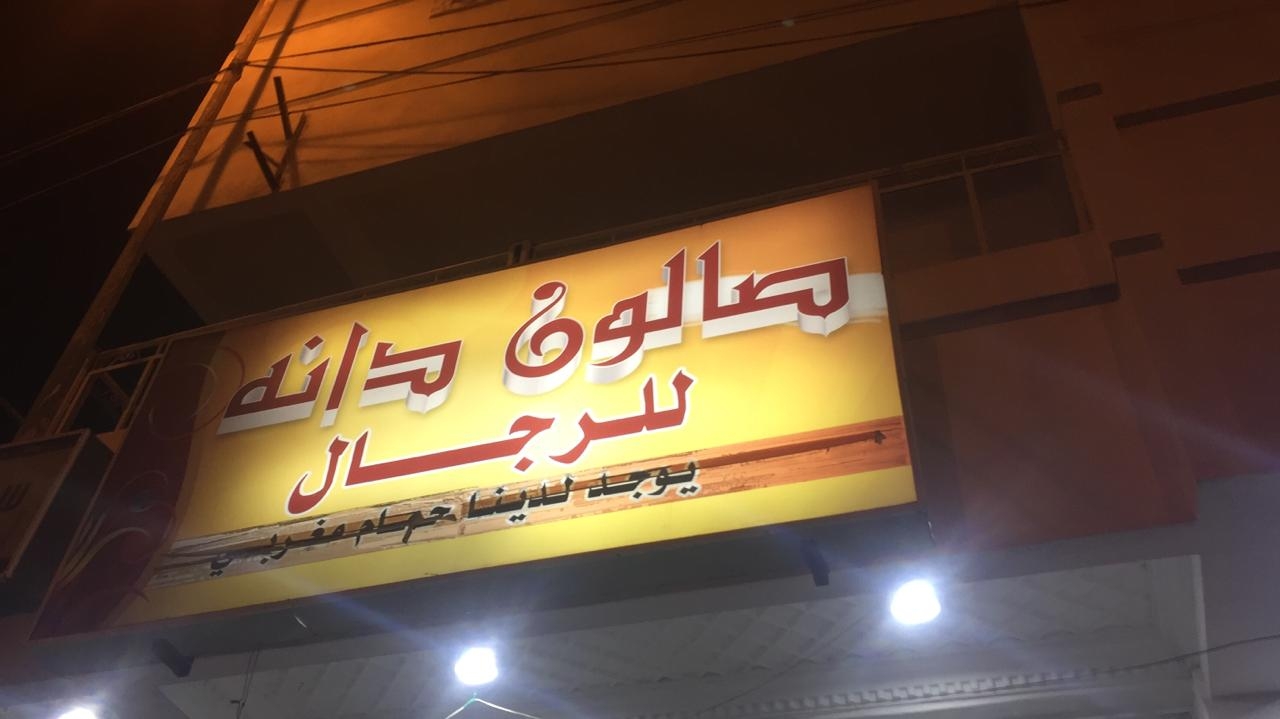 صالون دانه
للرجال
يوجد لدينا حمام مغربي